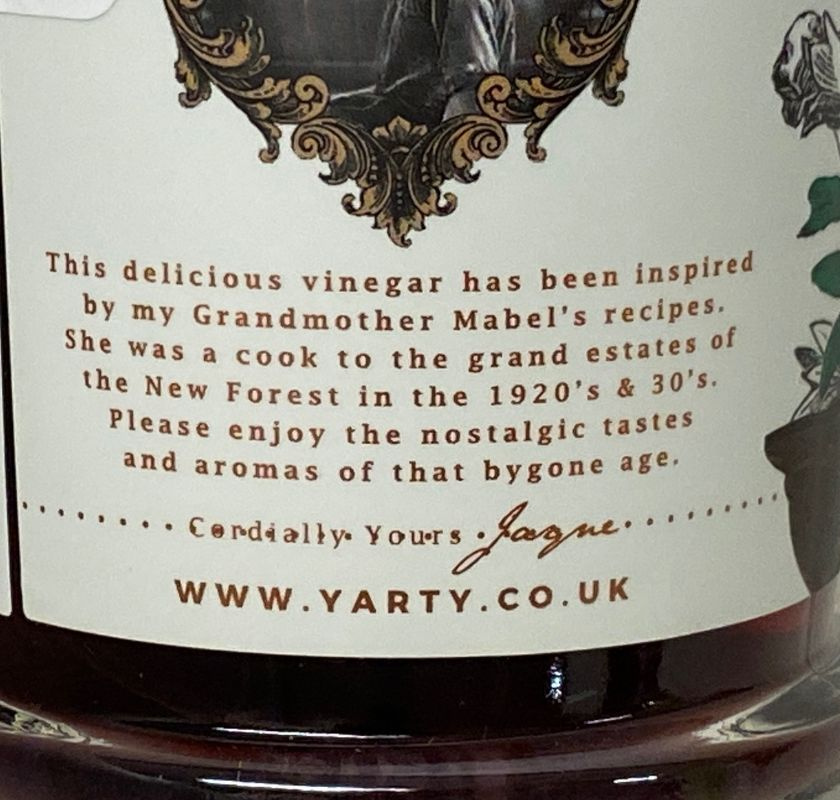 This delicious vinegar has been inspired
by my Grandmother Mabel's recipes.
She was a cook to the grand estates of
the New Forest in the 1920's & 30's.
Please enjoy the nostalgic tastes
and aromas of that bygone age.
Cordially Yours Jayne
WWW.YARTY.CO.UK